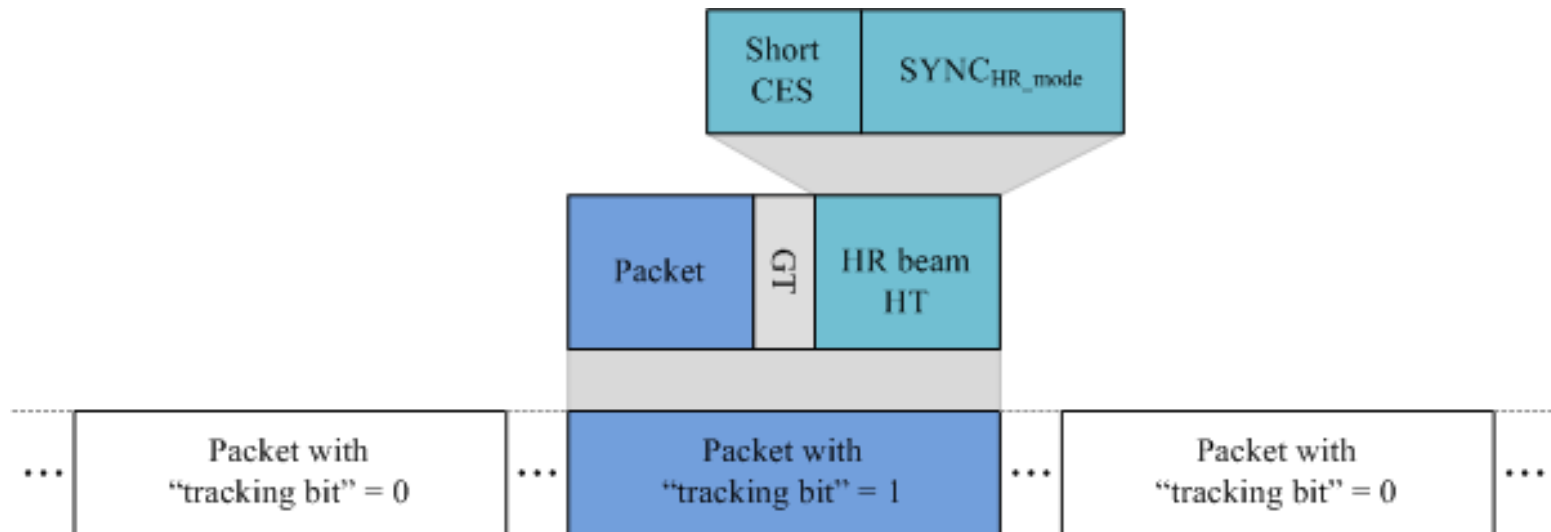 Short
CES
SYNCHR_mode
Packet
GT
HR beam
HT
... Packet with ... Packet with ... Packet with ...
“tracking bit” = 0 “tracking bit” = 1 “tracking bit” = 0